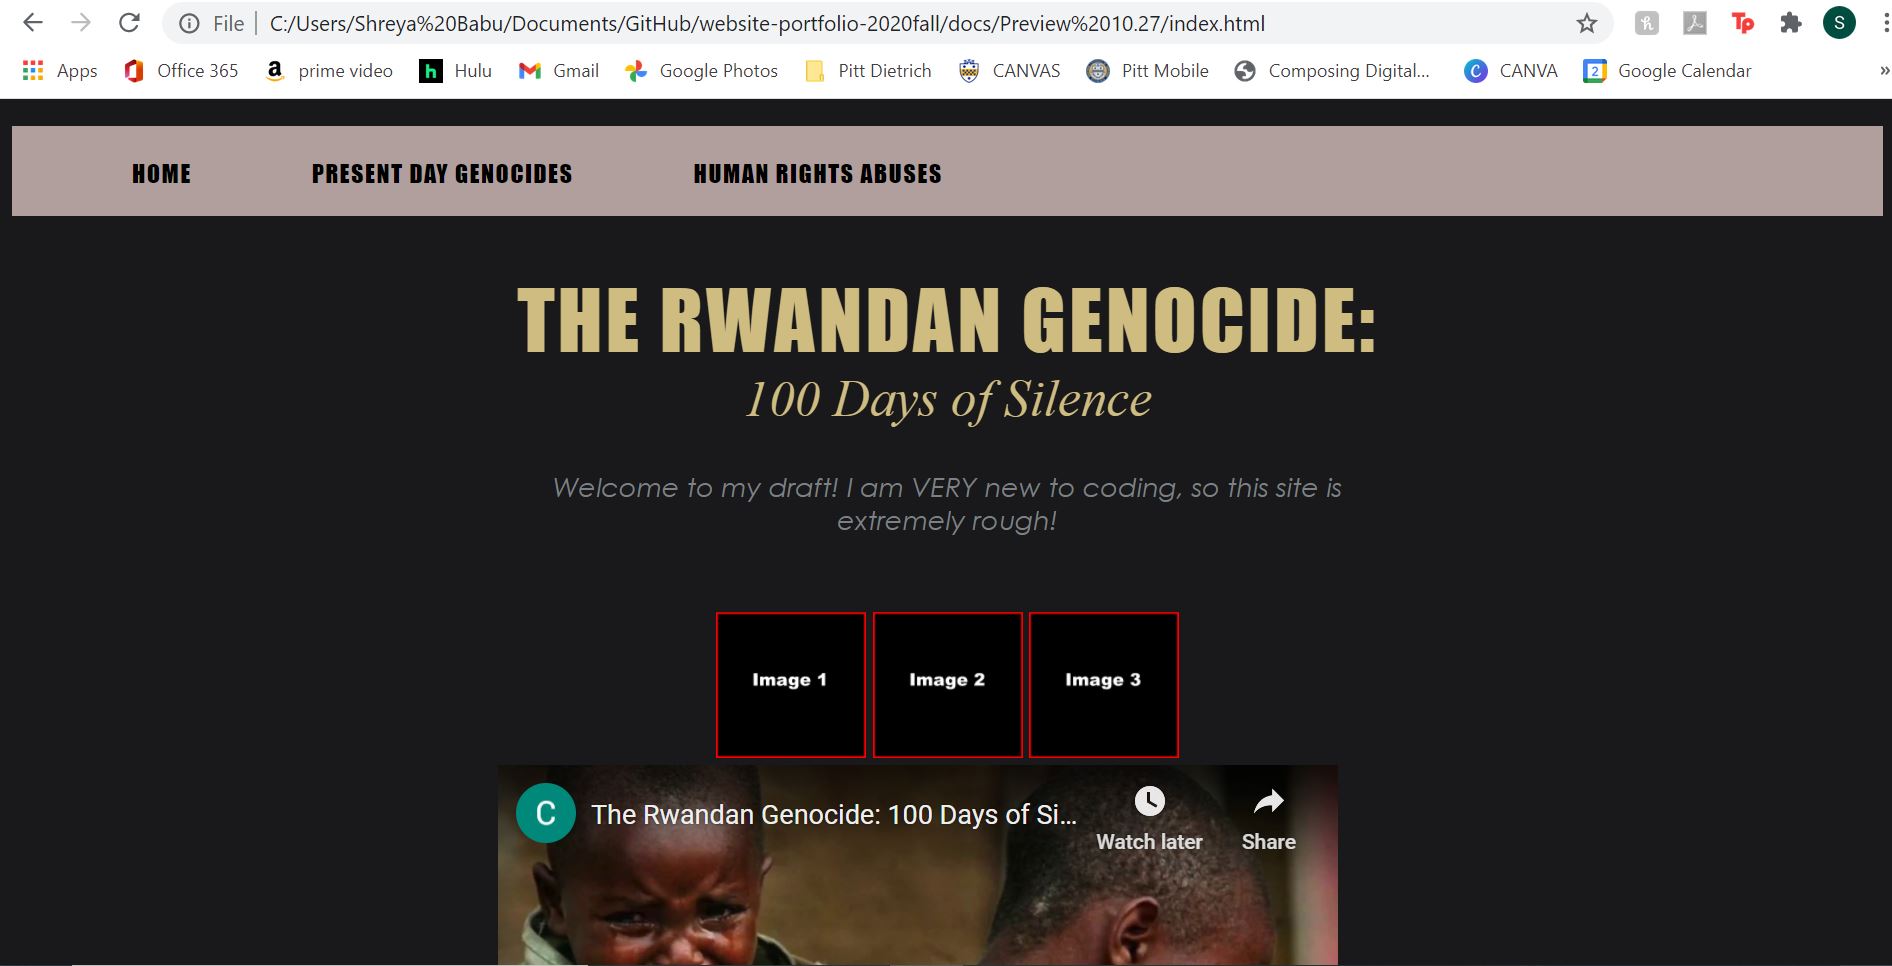 File
C:/Users/Shreya%20Babu/Documents/GitHub/website-portfolio-2020fall/docs/Preview%2010.27/index.html
S
Apps Office 365 prime video Hulu Gmail Google Photos Pitt Dietrich CANVAS Pitt Mobile Composing Digital... CANVA Google Calendar »
HOME PRESENT DAY GENOCIDES HUMAN RIGHTS ABUSES
THE RWANDAN GENOCIDE:
100 Days of Silence
Welcome to my draft! I am VERY new to coding, so this site is
extremely rough!
Image 1 Image 2 Image 3
C The Rwandan Genocide: 100 Days of Si...
Watch later Share